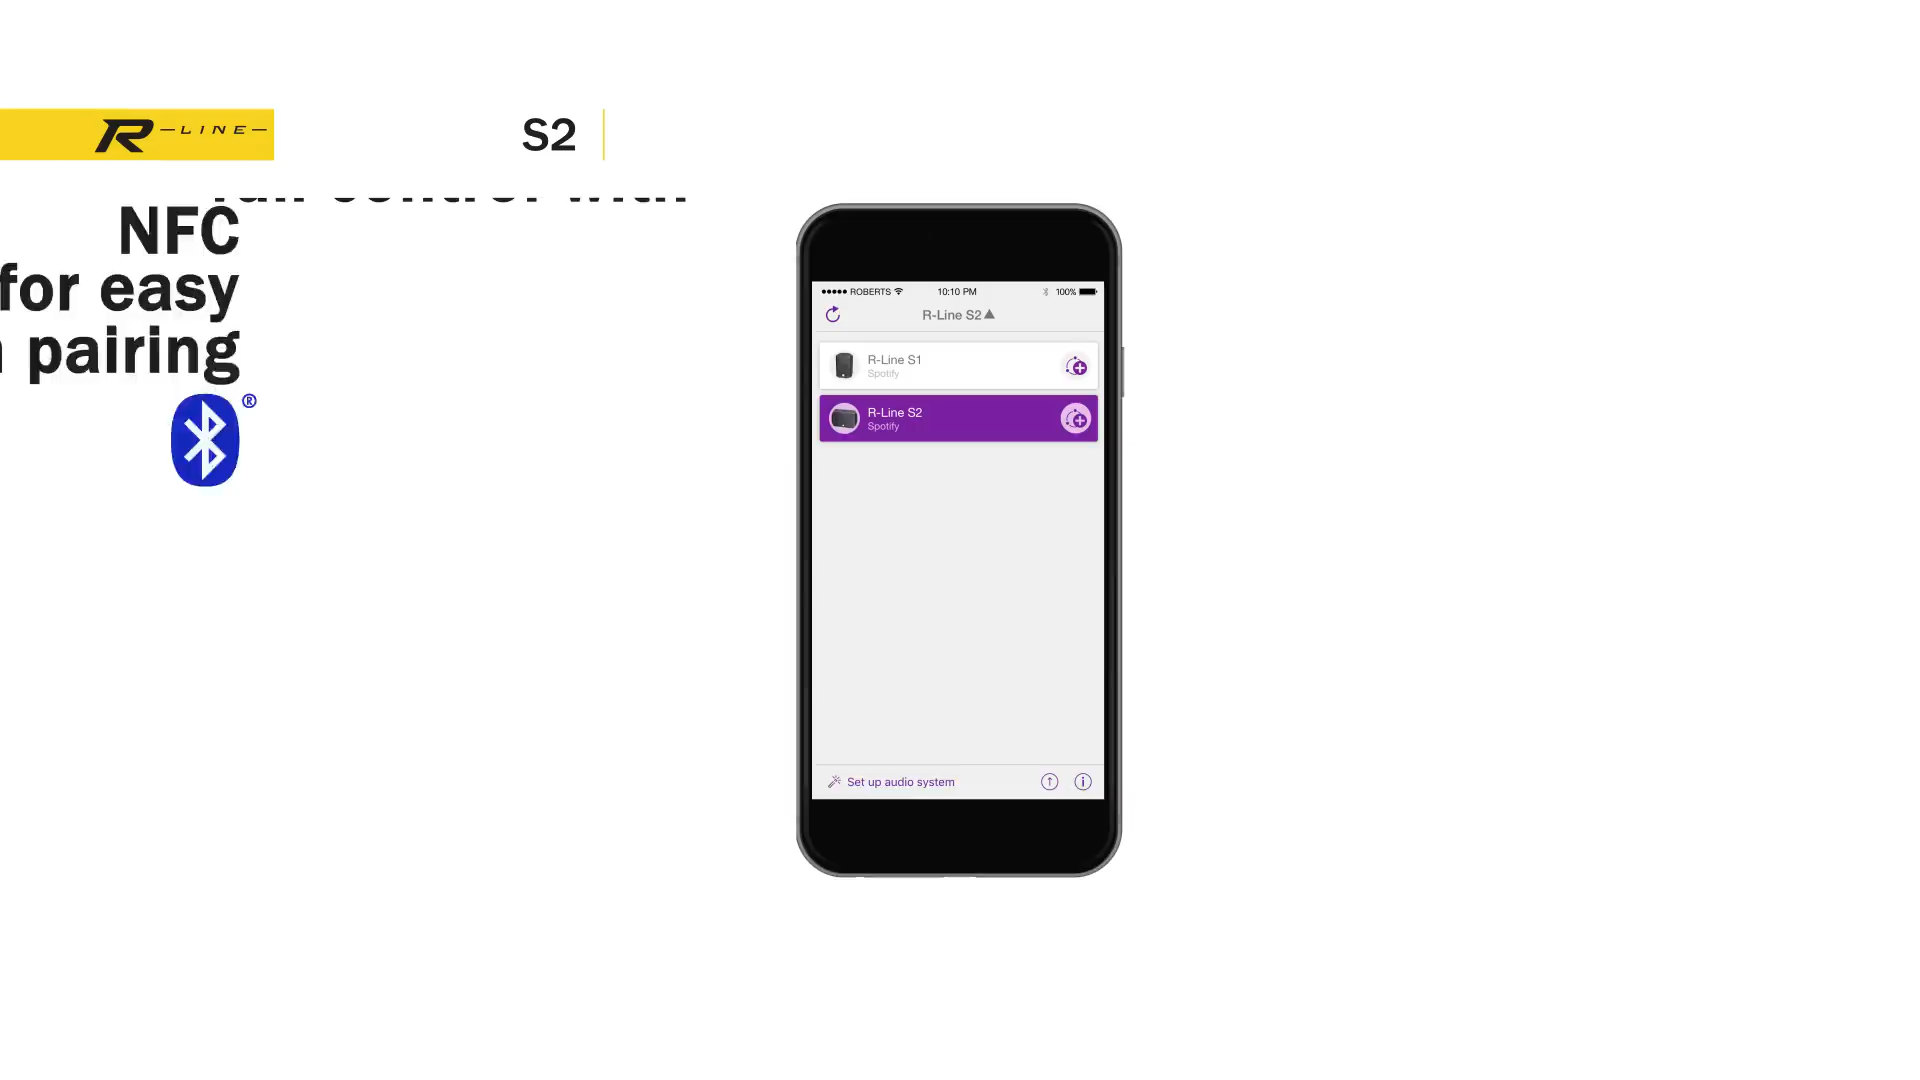 R-LINE-
S2
NFC
for easy
pairing
®
ROBERTS
10:10 PM
100%
R-Line S2
R-Line S1
Spotify
R-Line S2
Spotify
Set up audio system